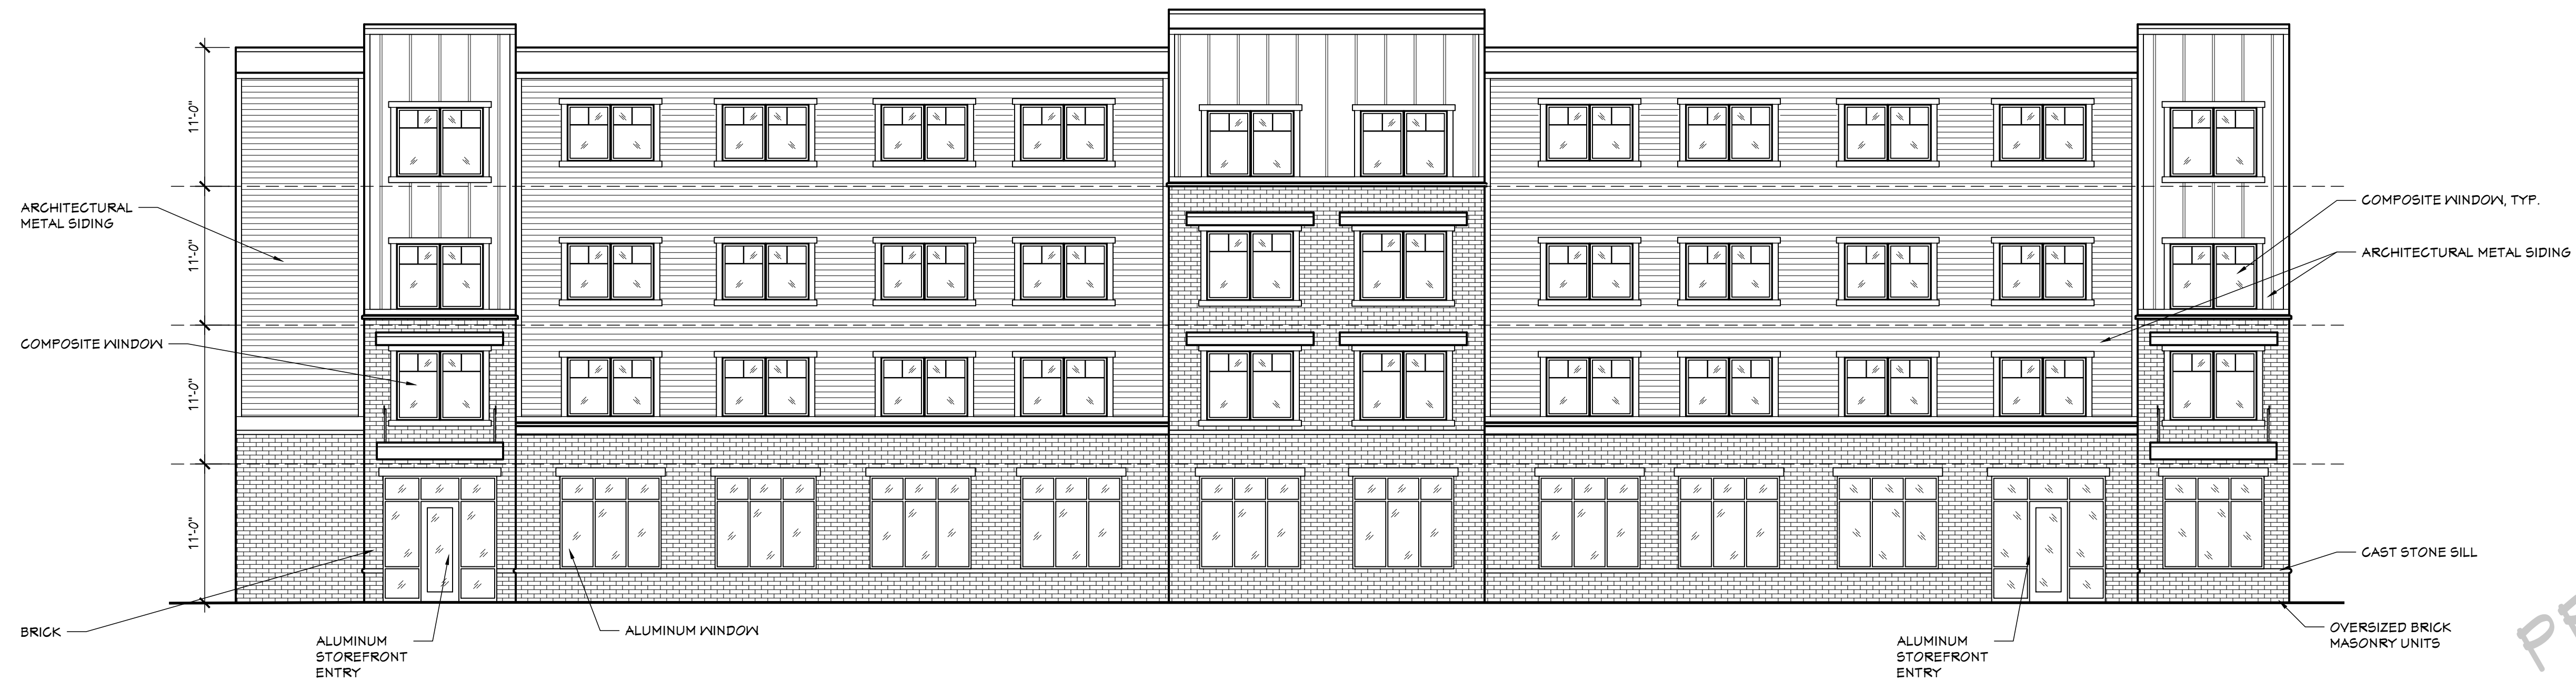 11'-0"
ARCHITECTURAL
METAL SIDING
11'-0"
COMPOSITE WINDOW
11'-0"
11'-0"
BRICK
ALUMINUM
STOREFRONT
ENTRY
ALUMINUM WINDOW
ALUMINUM
STOREFRONT
ENTRY
COMPOSITE WINDOW, TYP.
ARCHITECTURAL METAL SIDING
CAST STONE SILL
OVERSIZED BRICK
MASONRY UNITS